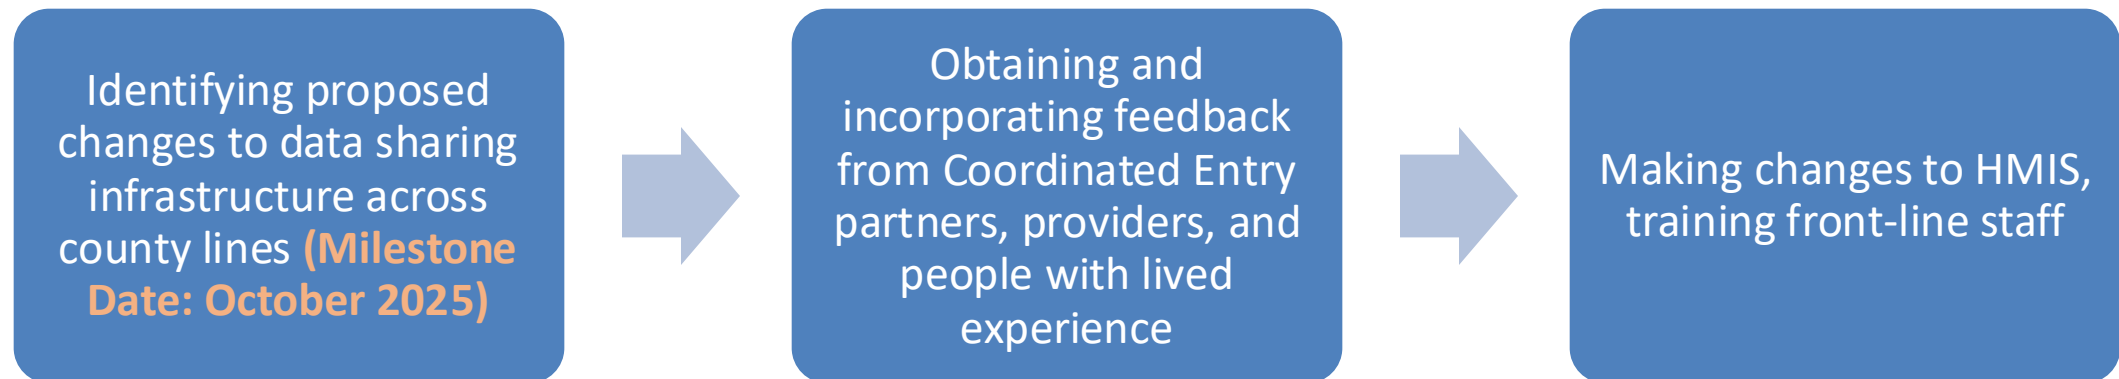 Identifying proposed
changes to data sharing
infrastructure across
county lines (Milestone
Date: October 2025)
Obtaining and
incorporating feedback
from Coordinated Entry
partners, providers, and
people with lived
experience
Making changes to HMIS,
training front-line staff